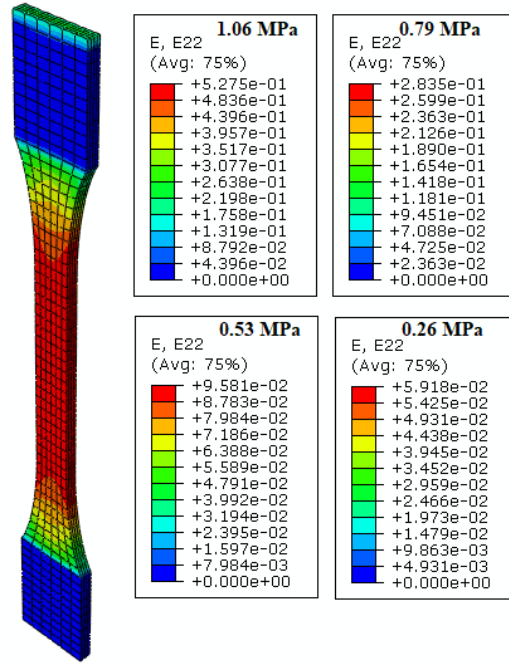 1.06 MPa
E, E22
(Avg: 75%)
+5.275e-01
+4.836e-01
+4.396e-01
+3.957e-01
+3.517e-01
+3.077e-01
+2.638e-01
+2.198e-01
+1.758e-01
+1.319e-01
+8.792e-02
+4.396e-02
+0.000e+00
0.79 MPa
E, E22
(Avg: 75%)
+2.835e-01
+2.599e-01
+2.363e-01
+2.126e-01
+1.890e-01
+1.654e-01
+1.418e-01
+1.181e-01
+9.451e-02
+7.088e-02
+4.725e-02
+2.363e-02
+0.000e+00
0.53 MPa
E, E22
(Avg: 75%)
+9.581e-02
+8.783e-02
+7.984e-02
+7.186e-02
+6.388e-02
+5.589e-02
+4.791e-02
+3.992e-02
+3.194e-02
+2.395e-02
+1.597e-02
+7.984e-03
+0.000e+00
0.26 MPa
E, E22
(Avg: 75%)
+5.918e-02
+5.425e-02
+4.931e-02
+4.438e-02
+3.945e-02
+3.452e-02
+2.959e-02
+2.466e-02
+1.973e-02
+1.479e-02
+9.863e-03
+4.931e-03
+0.000e+00